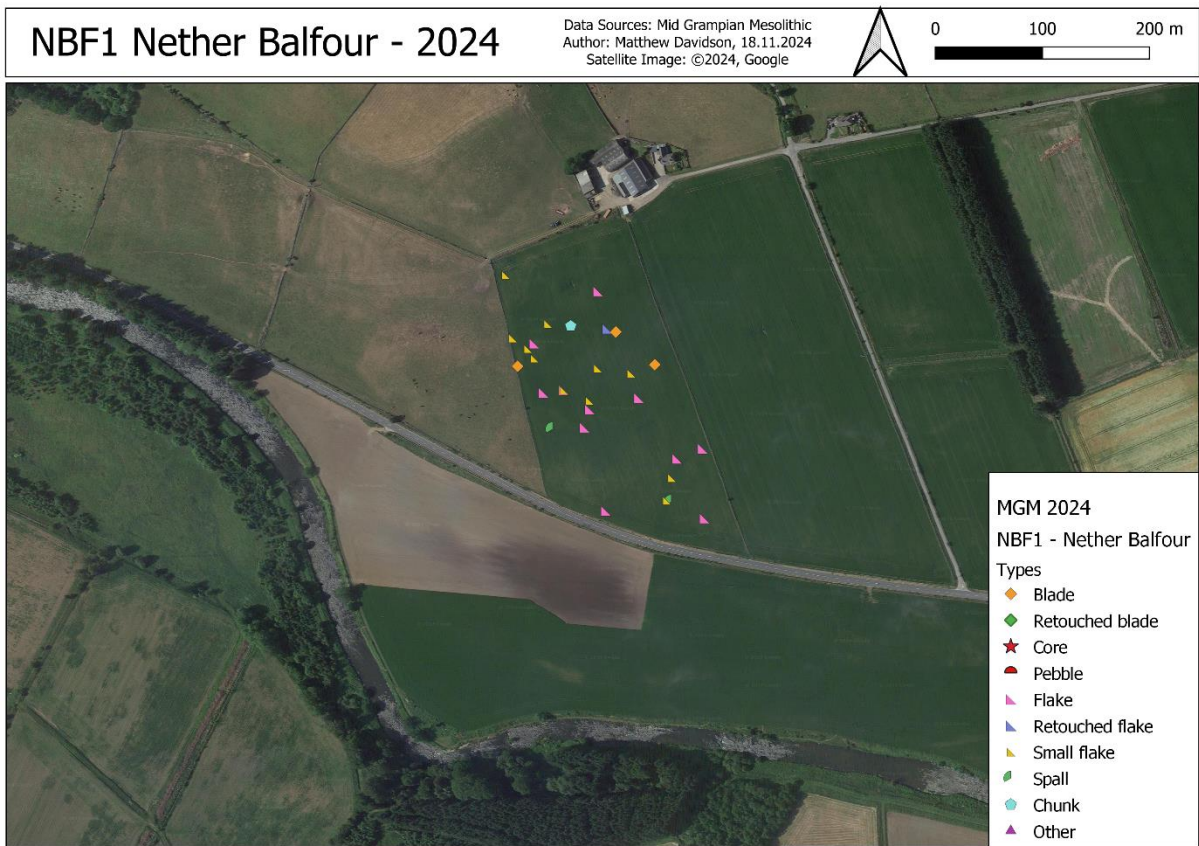 NBF1 Nether Balfour - 2024
Data Sources: Mid Grampian Mesolithic
Author: Matthew Davidson, 18.11.2024
Satellite Image: ©2024, Google
0 100 200 m
MGM 2024
NBF1 - Nether Balfour
Types
Blade
Retouched blade
Core
Pebble
Flake
Retouched flake
Small flake
Spall
Chunk
Other